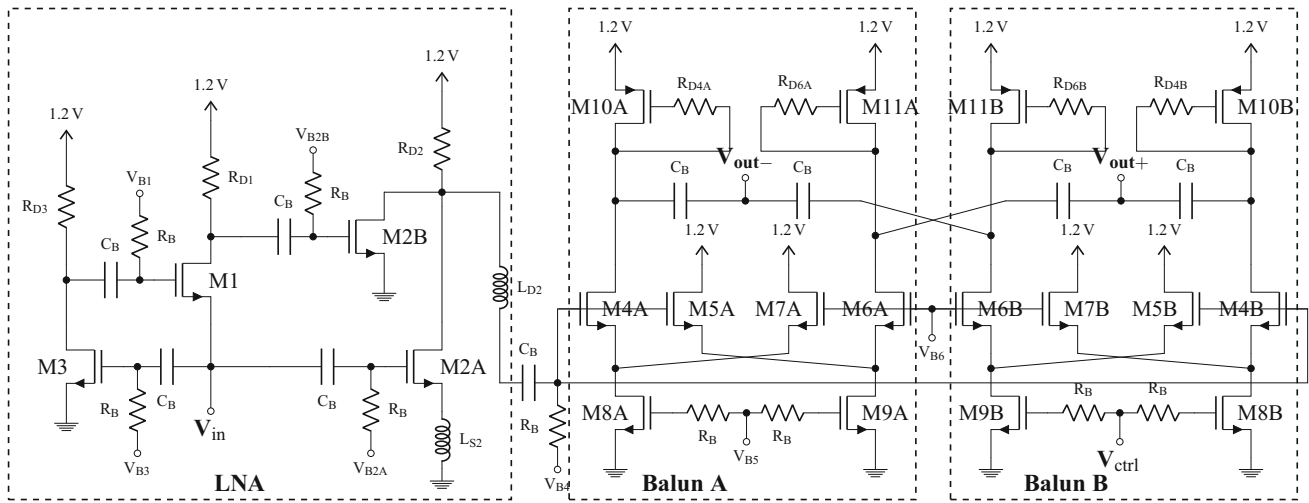 1.2 V
1.2 V
1.2 V
1.2 V
1.2 V
1.2 V
1.2 V
R_D4A
R_D6A
R_D6B
R_D4B
M10A
M11A
M11B
M10B
V_B2B
R_D2
V_out−
V_out+
V_B1
R_D1
R_B
C_B
C_B
C_B
C_B
C_B
R_D3
R_B
M2B
1.2 V
1.2 V
1.2 V
1.2 V
C_B
M1
L_D2
M4A
M5A
M7A
M6A
M6B
M7B
M5B
M4B
V_B6
M3
M2A
C_B
R_B
C_B
C_B
R_B
R_B
M8A
R_B
R_B
M9A
M9B
R_B
R_B
M8B
V_in
L_S2
V_B3
V_B2A
V_B4
V_B5
V_ctrl
LNA
Balun A
Balun B